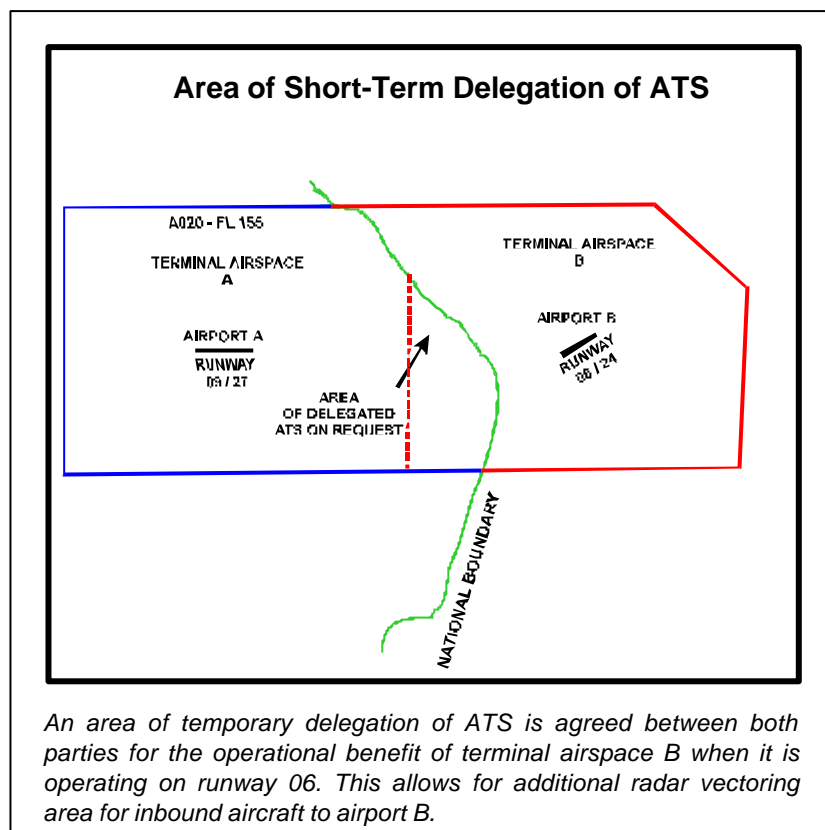 Area of Short-Term Delegation of ATS
A020 - FL 155
TERMINAL AIRSPACE
A
TERMINAL AIRSPACE
B
AIRPORT A
RUNWAY
09 / 27
AIRPORT B
RUNWAY
06 / 24
AREA
OF DELEGATED
ATS ON REQUEST
NATIONAL BOUNDARY
An area of temporary delegation of ATS is agreed between both
parties for the operational benefit of terminal airspace B when it is
operating on runway 06. This allows for additional radar vectoring
area for inbound aircraft to airport B.